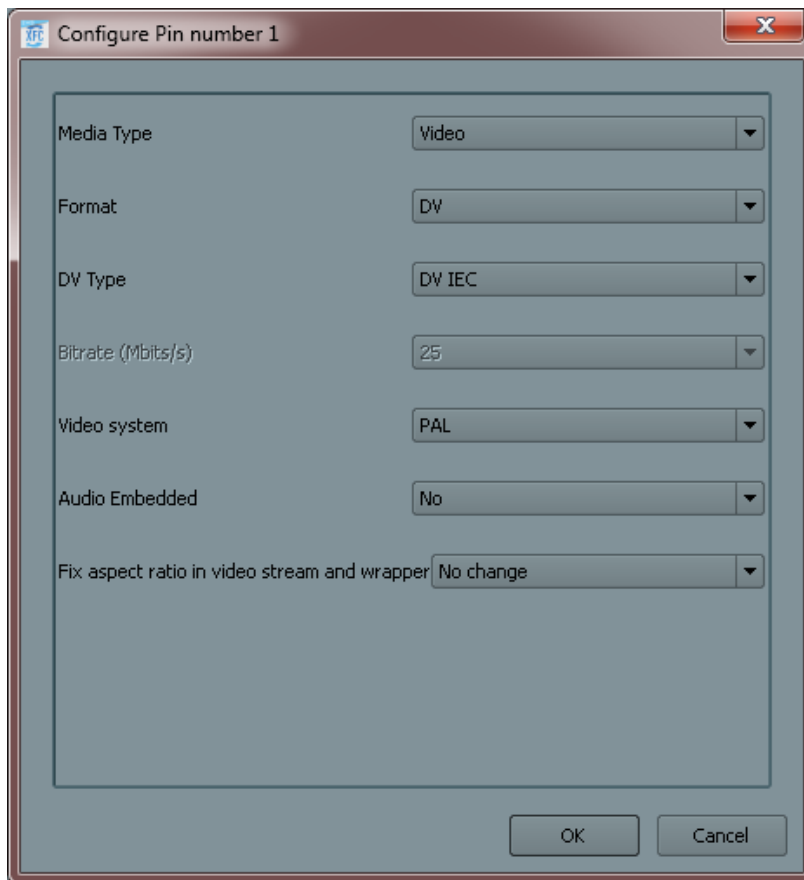 XFC Configure Pin number 1
Media Type Video
Format DV
DV Type DV IEC
Bitrate (Mbits/s) 25
Video system PAL
Audio Embedded No
Fix aspect ratio in video stream and wrapper No change
OK Cancel